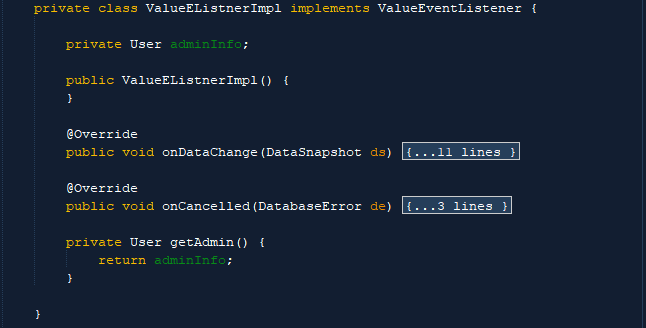 private class ValueEListnerImpl implements ValueEventListener {
private User adminInfo;
public ValueEListnerImpl() {
}
@Override
public void onDataChange(DataSnapshot ds) {...11 lines }
@Override
public void onCancelled(DatabaseError de) {...3 lines }
private User getAdmin() {
return adminInfo;
}
}